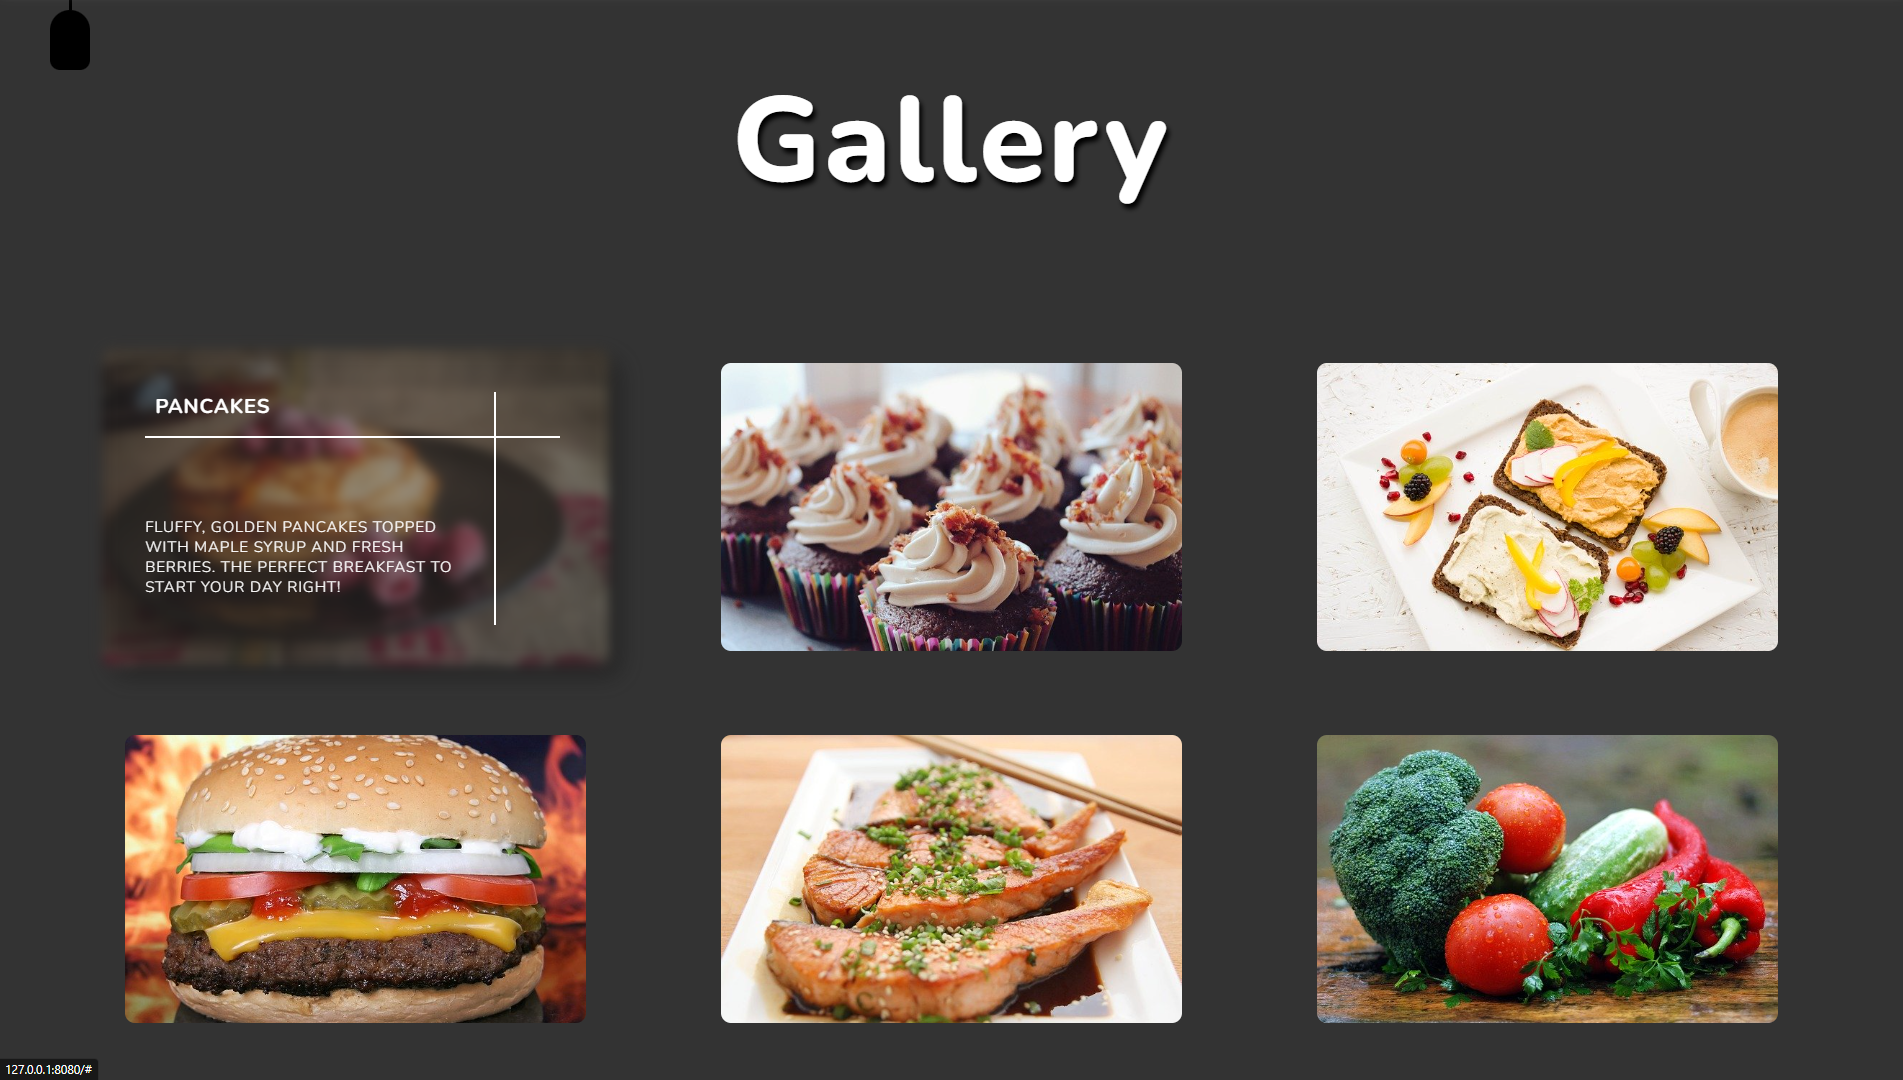 Gallery
PANCAKES
FLUFFY, GOLDEN PANCAKES TOPPED
WITH MAPLE SYRUP AND FRESH
BERRIES. THE PERFECT BREAKFAST TO
START YOUR DAY RIGHT!
127.0.0.1:8080/#